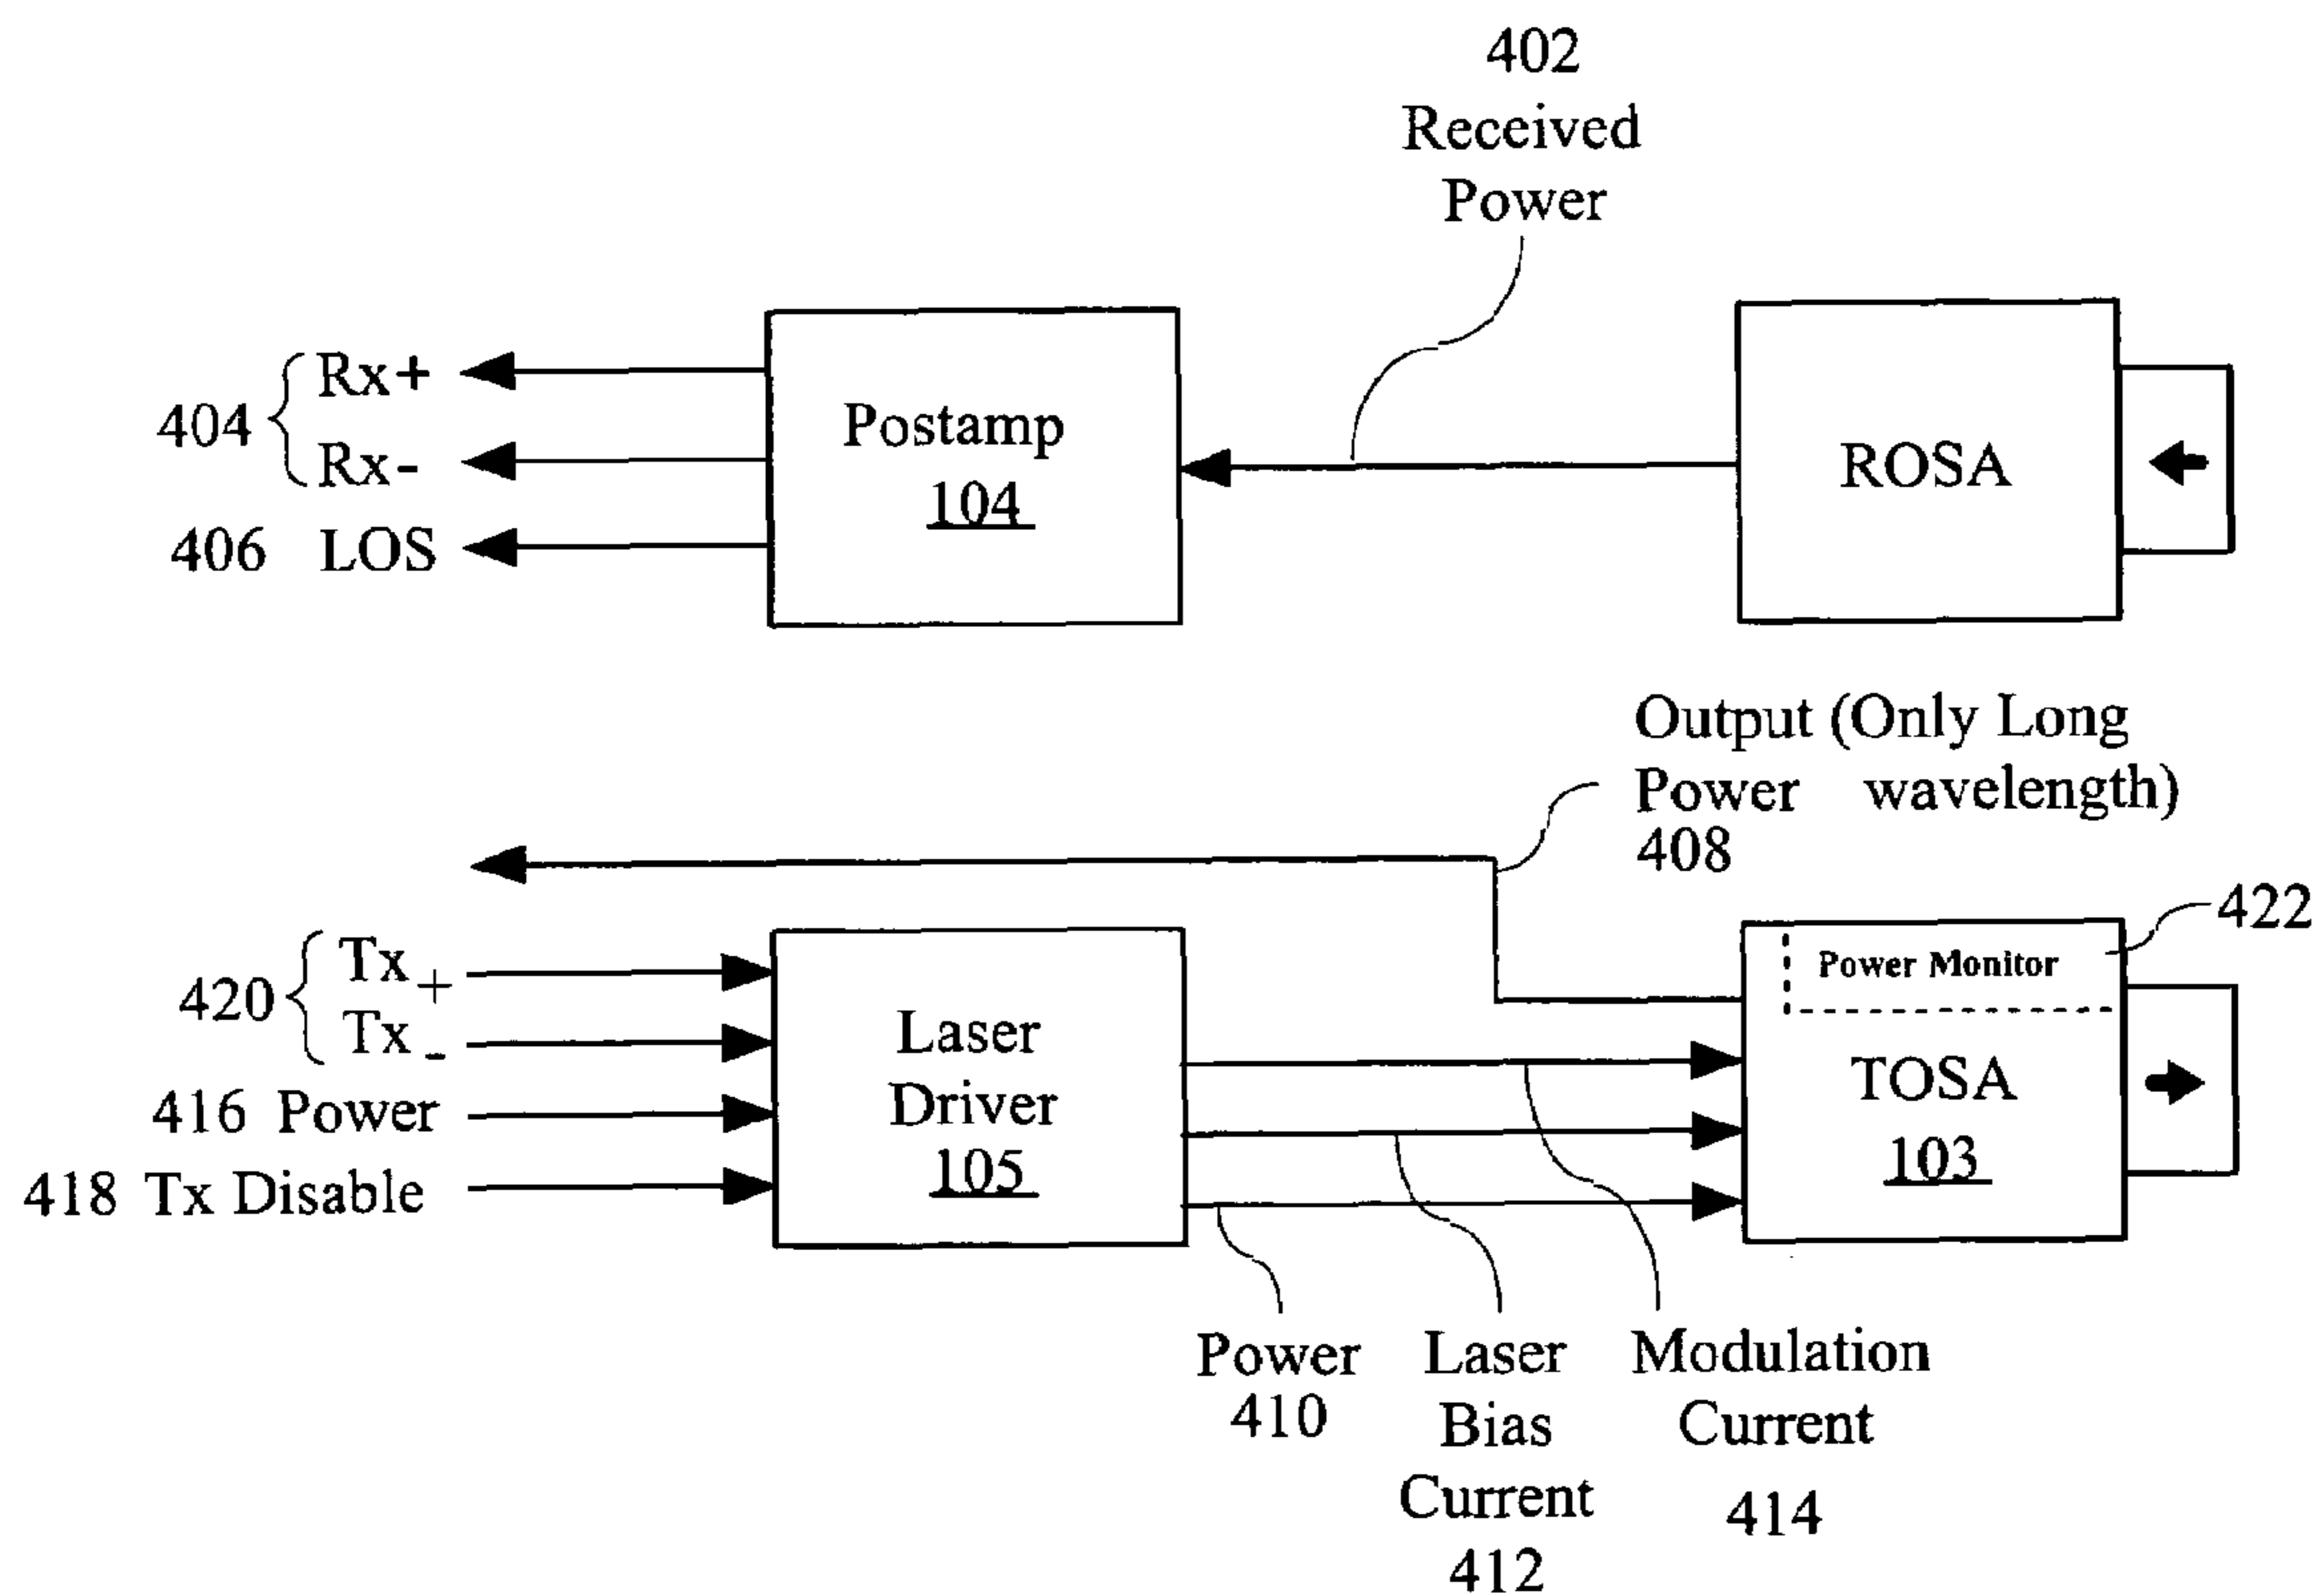 402
Received
Power
404 { Rx+
Rx-
406 LOS
Postamp
104
ROSA
Output (Only Long
Power wavelength)
408
422
Power Monitor
420 { Tx +
Tx -
416 Power
418 Tx Disable
Laser
Driver
105
TOSA
103
Power
410
Laser
Bias
Current
412
Modulation
Current
414